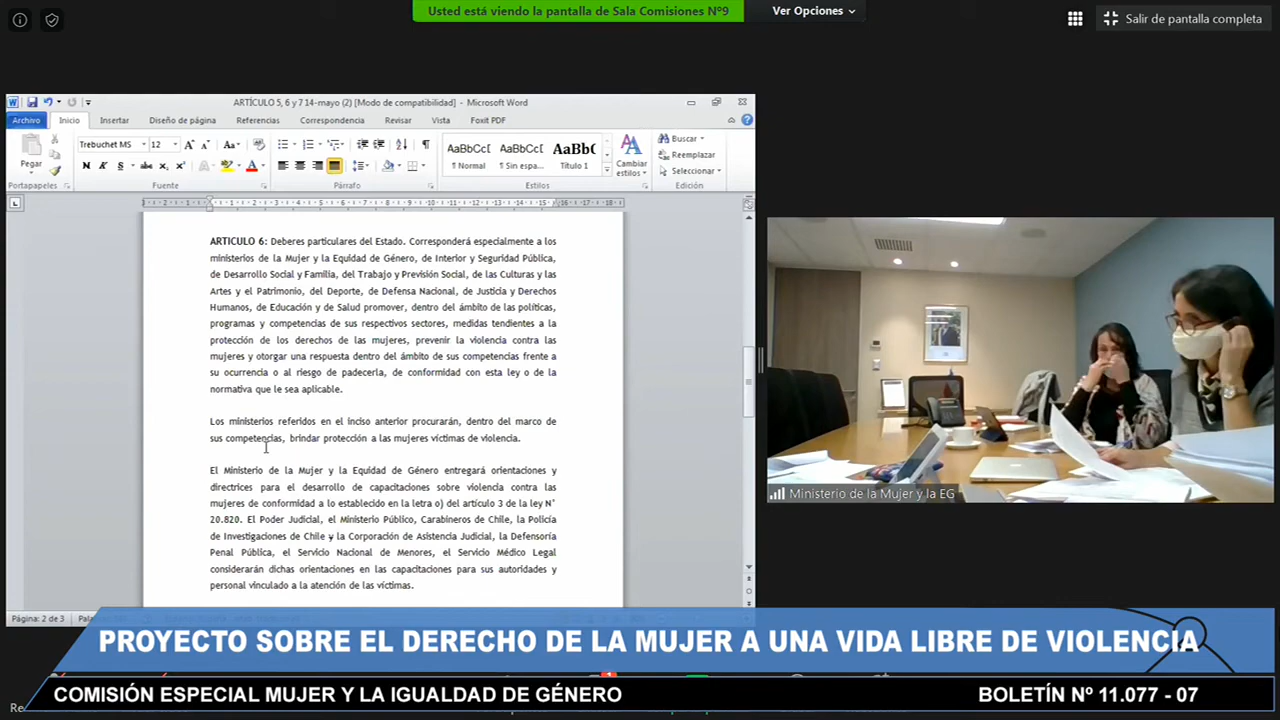 Usted está viendo la pantalla de Sala Comisiones Nº9
Ver Opciones
Salir de pantalla completa
ARTÍCULO 5, 6 y 7 14-mayo (2) [Modo de compatibilidad] - Microsoft Word
Archivo
Inicio
Insertar
Diseño de página
Referencias
Correspondencia
Revisar
Vista
Foxit PDF
Trebuchet MS
12
Pegar
Portapapeles
Fuente
Párrafo
AaBbCc[
AaBbCc[
AaBb(
¶ Normal
¶ Sin espa...
Título 1
Estilos
Cambiar
estilos
Buscar
Reemplazar
Seleccionar
Edición
ARTICULO 6: Deberes particulares del Estado. Corresponderá especialmente a los
ministerios de la Mujer y la Equidad de Género, de Interior y Seguridad Pública,
de Desarrollo Social y Familia, del Trabajo y Previsión Social, de las Culturas y las
Artes y el Patrimonio, del Deporte, de Defensa Nacional, de Justicia y Derechos
Humanos, de Educación y de Salud promover, dentro del ámbito de las políticas,
programas y competencias de sus respectivos sectores, medidas tendientes a la
protección de los derechos de las mujeres, prevenir la violencia contra las
mujeres y otorgar una respuesta dentro del ámbito de sus competencias frente a
su ocurrencia o al riesgo de padecerla, de conformidad con esta ley o de la
normativa que le sea aplicable.
Los ministerios referidos en el inciso anterior procurarán, dentro del marco de
sus competencias, brindar protección a las mujeres víctimas de violencia.
El Ministerio de la Mujer y la Equidad de Género entregará orientaciones y
directrices para el desarrollo de capacitaciones sobre violencia contra las
mujeres de conformidad a lo establecido en la letra o) del artículo 3 de la ley N°
20.820. El Poder Judicial, el Ministerio Público, Carabineros de Chile, la Policía
de Investigaciones de Chile y la Corporación de Asistencia Judicial, la Defensoría
Penal Pública, el Servicio Nacional de Menores, el Servicio Médico Legal
considerarán dichas orientaciones en las capacitaciones para sus autoridades y
personal vinculado a la atención de las víctimas.
Página: 2 de 3
Ministerio de la Mujer y la EG
PROYECTO SOBRE EL DERECHO DE LA MUJER A UNA VIDA LIBRE DE VIOLENCIA
COMISIÓN ESPECIAL MUJER Y LA IGUALDAD DE GÉNERO
BOLETÍN Nº 11.077 - 07